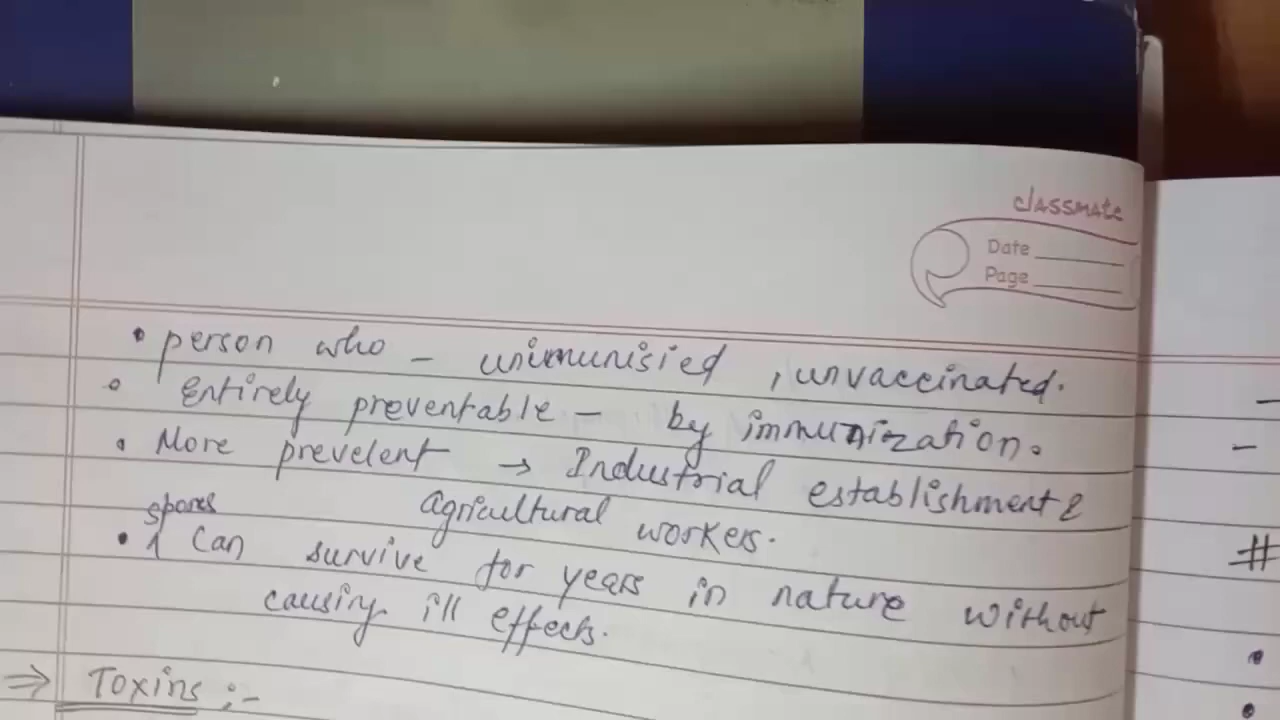 classmate
Date
Page
• person who – unimunisied, unvaccinated.
• Entirely preventable – by immunization.
• More prevelent → Industrial establishment &
agricultural workers.
spores
• ʌ Can survive for years in nature without
causing ill effects.
⇒ Toxins :-
–
–
#
•
•